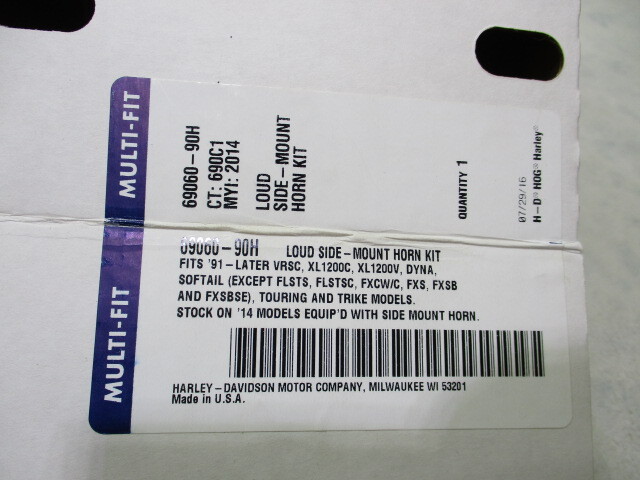 MULTI-FIT
69060-90H
CT: 690C1
MYI: 2014
LOUD
SIDE-MOUNT
HORN KIT
QUANTITY 1
07/29/16
H-D® HOG® Harley®
MULTI-FIT
69060-90H LOUD SIDE-MOUNT HORN KIT
FITS '91-LATER VRSC, XL1200C, XL1200V, DYNA,
SOFTAIL (EXCEPT FLSTS, FLSTSC, FXCW/C, FXS, FXSB
AND FXSBSE), TOURING AND TRIKE MODELS.
STOCK ON '14 MODELS EQUIP'D WITH SIDE MOUNT HORN.
HARLEY-DAVIDSON MOTOR COMPANY, MILWAUKEE WI 53201
Made in U.S.A.